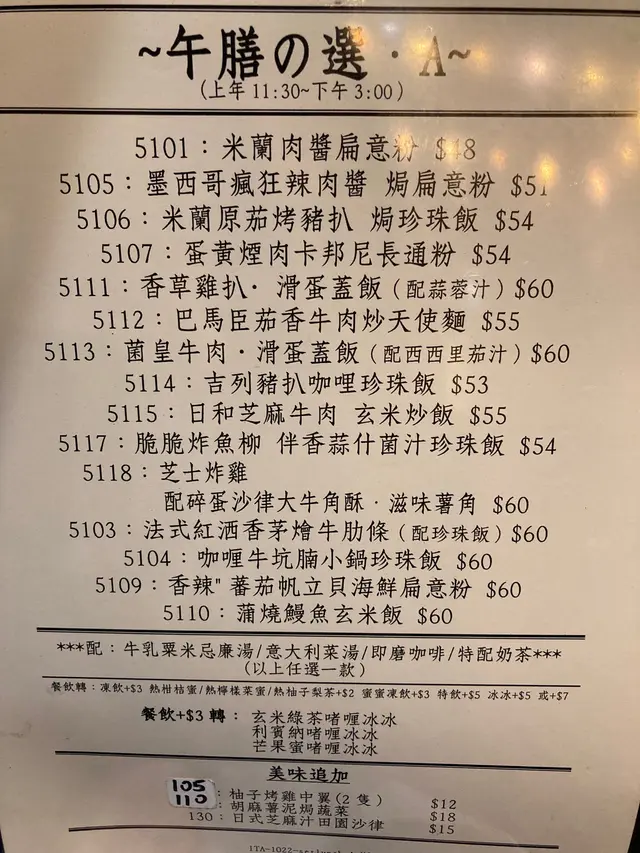 ~午膳の選·A~
(上年11:30~下午3:00)
5101：米蘭肉醬扁意粉 $48
5105：墨西哥瘋狂辣肉醬 焗扁意粉 $51
5106：米蘭原茄烤豬扒 焗珍珠飯 $54
5107：蛋黃煙肉卡邦尼長通粉 $54
5111：香草雞扒·滑蛋蓋飯(配蒜蓉汁)$60
5112：巴馬臣茄香牛肉炒天使麵 $55
5113：菌皇牛肉·滑蛋蓋飯(配西西里茄汁)$60
5114：吉列豬扒咖哩珍珠飯 $53
5115：日和芝麻牛肉 玄米炒飯 $55
5117：脆脆炸魚柳 伴香蒜什菌汁珍珠飯 $54
5118：芝士炸雞
配碎蛋沙律大牛角酥·滋味薯角 $60
5103：法式紅酒香茅燴牛肋條(配珍珠飯)$60
5104：咖喱牛坑腩小鍋珍珠飯 $60
5109：香辣"蕃茄帆立貝海鮮扁意粉 $60
5110：蒲燒鰻魚玄米飯 $60
***配：牛乳粟米忌廉湯/意大利菜湯/即磨咖啡/特配奶茶***
(以上任選一款)
餐飲轉：凍飲+$3 熱柑桔蜜/熱檸樣菜蜜/熱柚子梨茶+$2 蜜蜜凍飲+$3 特飲+$5 冰冰+$5 或+$7
餐飲+$3 轉：玄米綠茶啫喱冰冰
利賓納啫喱冰冰
芒果蜜啫喱冰冰
美味追加
105：柚子烤雞中翼(2隻) $12
110：胡麻薯泥焗蔬菜 $18
130：日式芝麻汁田園沙律 $15